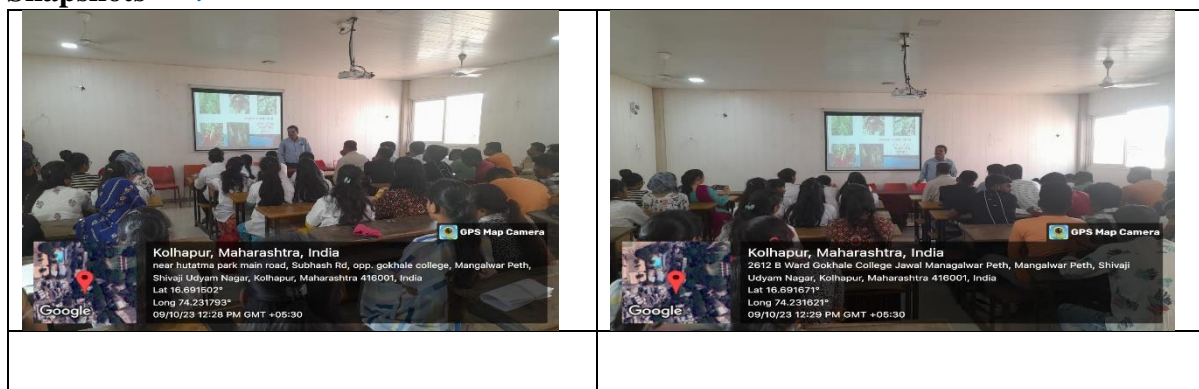 Snapshots
GPS Map Camera
Kolhapur, Maharashtra, India
near hutatma park main road, Subhash Rd, opp. gokhale college, Mangalwar Peth,
Shivaji Udyam Nagar, Kolhapur, Maharashtra 416001, India
Lat 16.691502°
Long 74.231793°
09/10/23 12:28 PM GMT +05:30
Google
GPS Map Camera
Kolhapur, Maharashtra, India
2612 B Ward Gokhale College Jawal Managalwar Peth, Mangalwar Peth, Shivaji
Udyam Nagar, Kolhapur, Maharashtra 416001, India
Lat 16.691671°
Long 74.231621°
09/10/23 12:29 PM GMT +05:30
Google